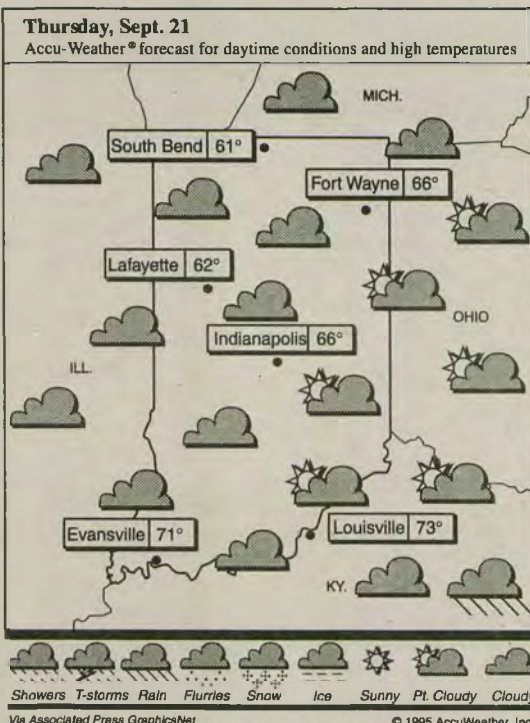 Thursday, Sept. 21
Accu-Weather® forecast for daytime conditions and high temperatures
MICH.
South Bend 61°
Fort Wayne 66°
Lafayette 62°
OHIO
Indianapolis 66°
ILL.
Evansville 71°
Louisville 73°
KY.
Showers T-storms Rain Flurries Snow Ice Sunny Pt. Cloudy Cloudy
Via Associated Press GraphicsNet
© 1995 AccuWeather, Inc.